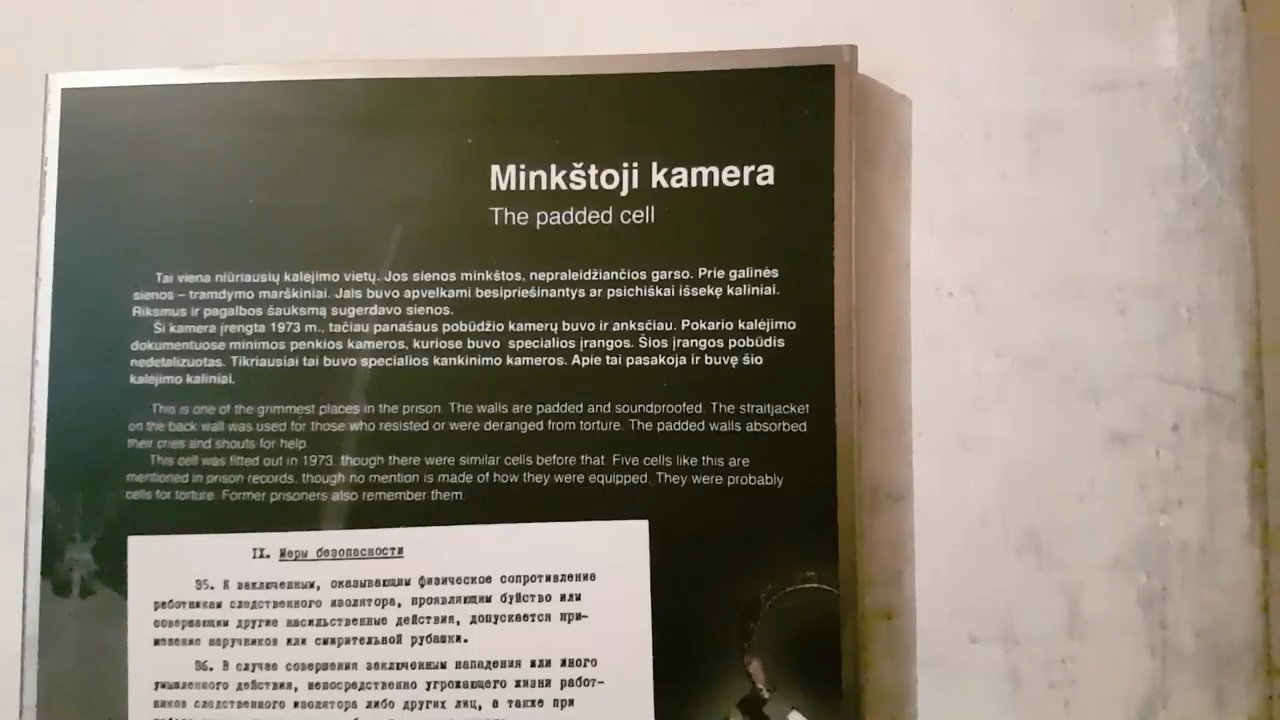 Minkštoji kamera
The padded cell
Tai viena niūriausių kalėjimo vietų. Jos sienos minkštos, nepraleidžiančios garso. Prie galinės
sienos – tramdymo marškiniai. Jais buvo apvelkami besipriešinantys ar psichiškai išsekę kaliniai.
Riksmus ir pagalbos šauksmą sugerdavo sienos.
Ši kamera įrengta 1973 m., tačiau panašaus pobūdžio kamerų buvo ir anksčiau. Pokario kalėjimo
dokumentuose minimos penkios kameros, kuriose buvo specialios įrangos. Šios įrangos pobūdis
nedetalizuotas. Tikriausiai tai buvo specialios kankinimo kameros. Apie tai pasakoja ir buvę šio
kalėjimo kaliniai.
This is one of the grimmest places in the prison. The walls are padded and soundproofed. The straitjacket
on the back wall was used for those who resisted or were deranged from torture. The padded walls absorbed
their cries and shouts for help.
This cell was fitted out in 1973, though there were similar cells before that. Five cells like this are
mentioned in prison records, though no mention is made of how they were equipped. They were probably
cells for torture. Former prisoners also remember them.
IX. Меры безопасности
35. К заключенным, оказывающим физическое сопротивление
работникам следственного изолятора, проявляющим буйство или
совершающим другие насильственные действия, допускается при-
менение наручников или смирительной рубашки.
36. В случае совершения заключенным нападения или иного
умышленного действия, непосредственно угрожающего жизни работ-
ников следственного изолятора либо других лиц, а также при